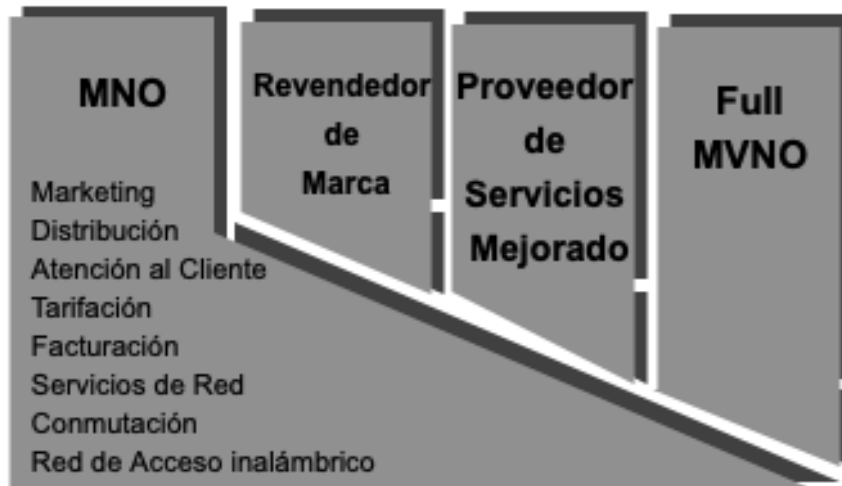 MNO
Marketing
Distribución
Atención al Cliente
Tarifación
Facturación
Servicios de Red
Conmutación
Red de Acceso inalámbrico
Revendedor
de
Marca
Proveedor
de
Servicios
Mejorado
Full
MVNO